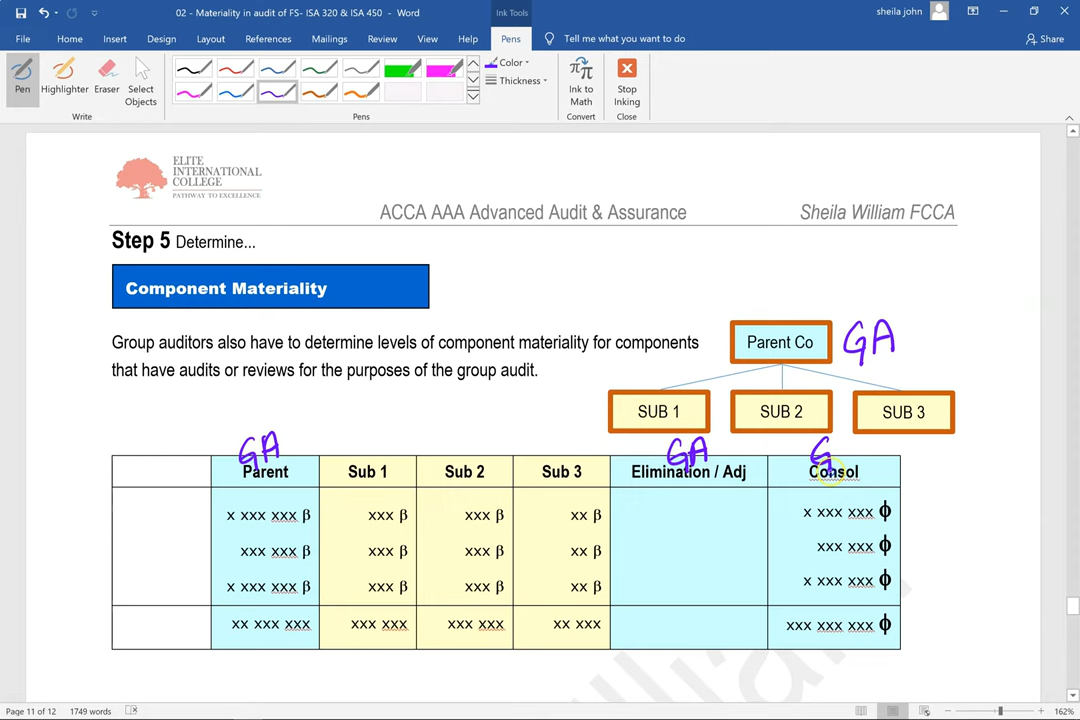 02 - Materiality in audit of FS- ISA 320 & ISA 450 - Word
Ink Tools
sheila john
File Home Insert Design Layout References Mailings Review View Help Pens Tell me what you want to do Share
Pen Highlighter Eraser Select Objects
Color
Thickness
Ink to Math
Stop Inking
Write Pens Convert Close
ELITE
INTERNATIONAL
COLLEGE
PATHWAY TO EXCELLENCE
ACCA AAA Advanced Audit & Assurance Sheila William FCCA
Step 5 Determine...
Component Materiality
Group auditors also have to determine levels of component materiality for components
that have audits or reviews for the purposes of the group audit.
Parent Co GA
SUB 1 SUB 2 SUB 3
GA GA G
Parent Sub 1 Sub 2 Sub 3 Elimination / Adj Consol
x xxx xxx β xxx β xxx β xx β x xxx xxx ϕ
xxx xxx β xxx β xxx β xx β xxx xxx ϕ
x xxx xxx β xxx β xxx β xx β x xxx xxx ϕ
xx xxx xxx xxx xxx xxx xxx xx xxx xxx xxx xxx ϕ
Page 11 of 12 1749 words 162%